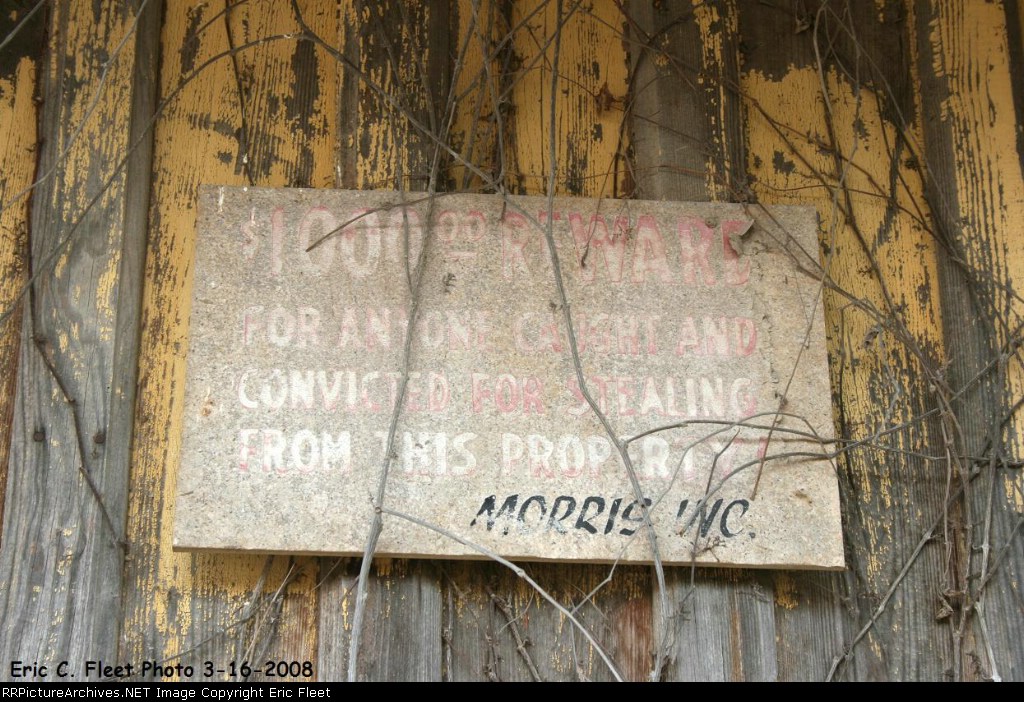 $1000.00 REWARD
FOR ANYONE CAUGHT AND
CONVICTED FOR STEALING
FROM THIS PROPERTY!
MORRIS INC.
Eric C. Fleet Photo 3-16-2008
RailPictureArchives.NET Image Copyright Eric Fleet